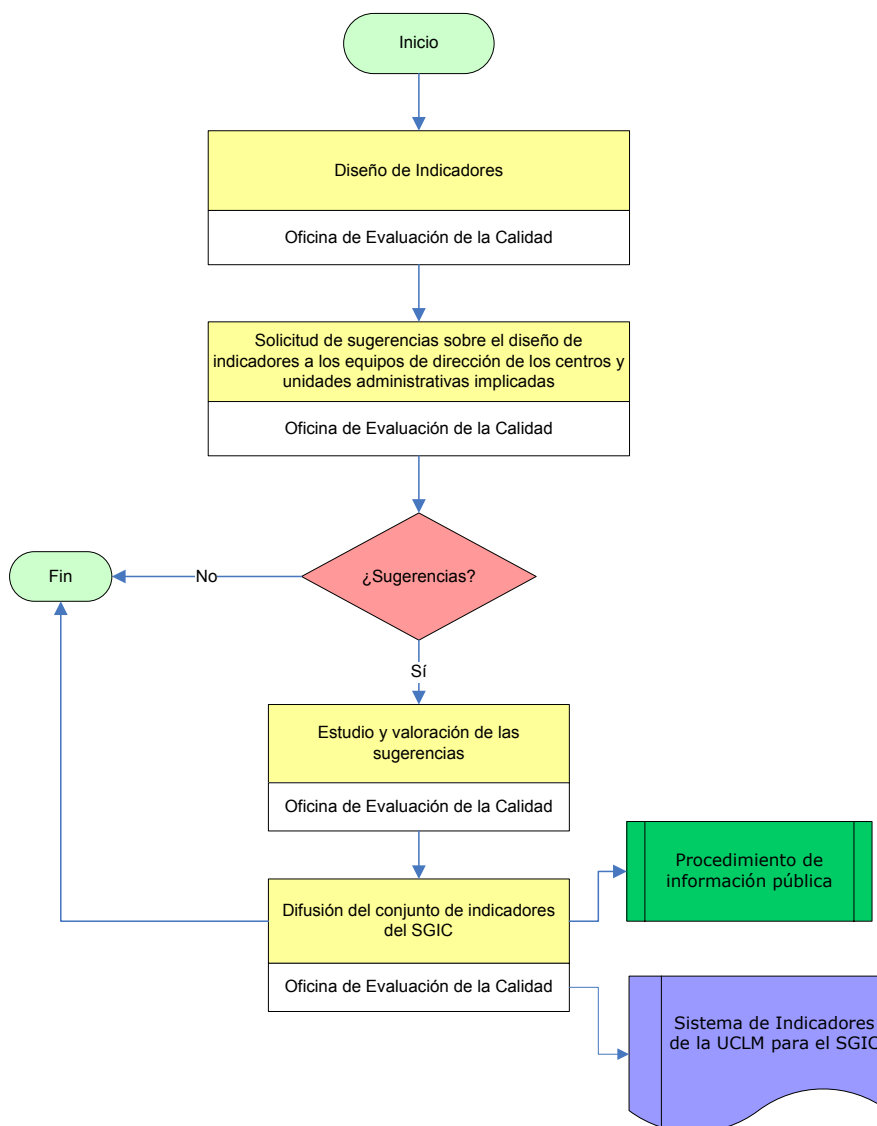 Inicio
Diseño de Indicadores
Oficina de Evaluación de la Calidad
Solicitud de sugerencias sobre el diseño de
indicadores a los equipos de dirección de los centros y
unidades administrativas implicadas
Oficina de Evaluación de la Calidad
Fin
No
¿Sugerencias?
Sí
Estudio y valoración de las
sugerencias
Oficina de Evaluación de la Calidad
Procedimiento de
información pública
Difusión del conjunto de indicadores
del SGIC
Oficina de Evaluación de la Calidad
Sistema de Indicadores
de la UCLM para el SGIC